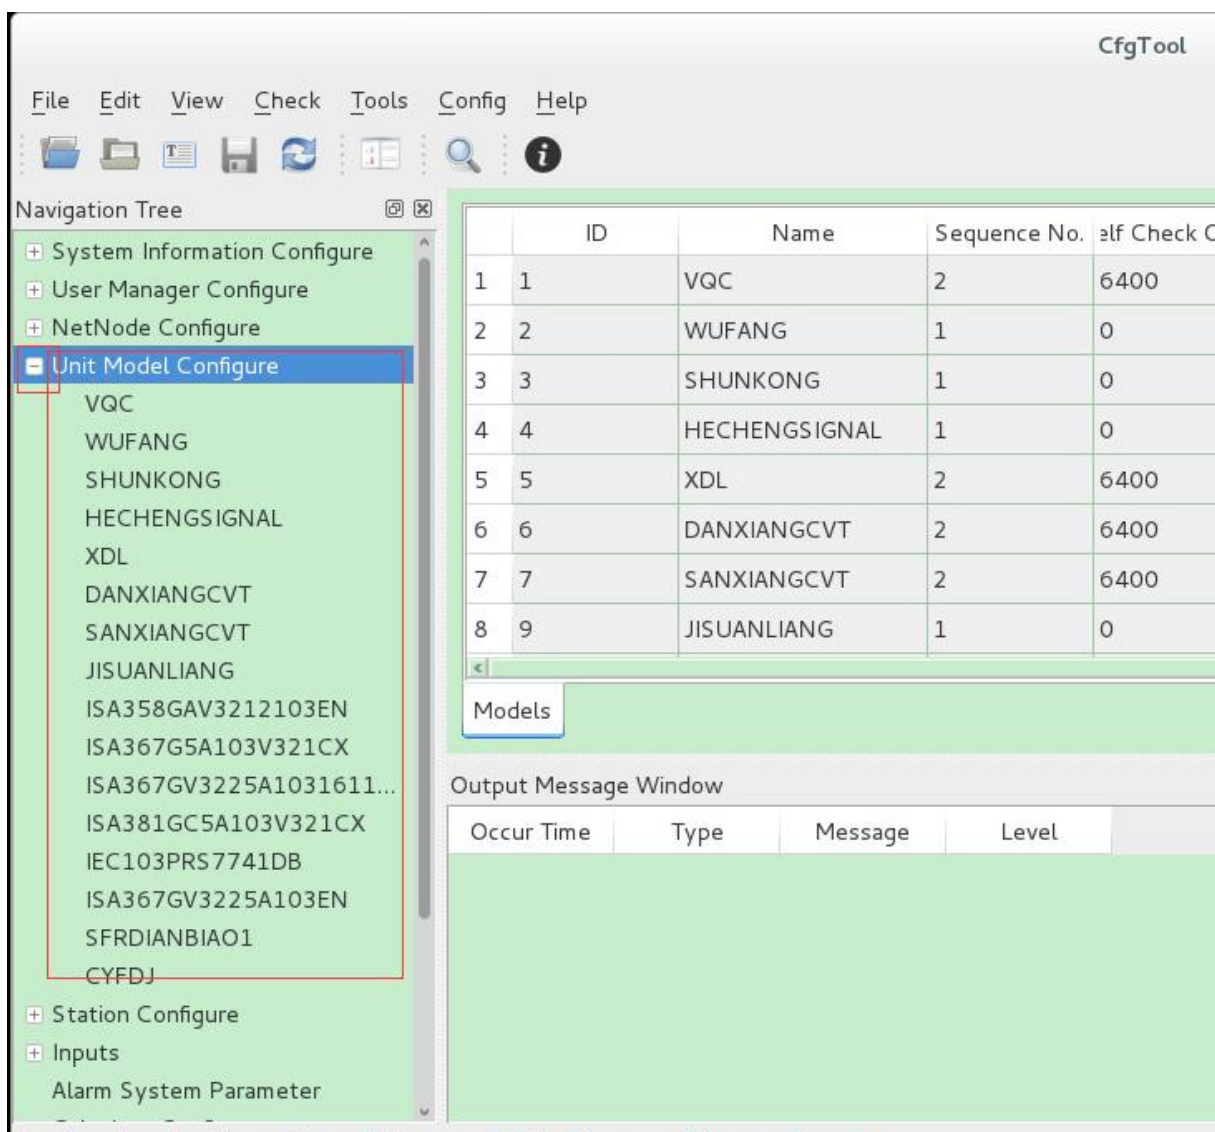 CfgTool
File Edit View Check Tools Config Help
Navigation Tree
System Information Configure
User Manager Configure
NetNode Configure
Unit Model Configure
VQC
WUFANG
SHUNKONG
HECHENGSIGNAL
XDL
DANXIANGCVT
SANXIANGCVT
JISUANLIANG
ISA358GAV3212103EN
ISA367G5A103V321CX
ISA367GV3225A1031611...
ISA381GC5A103V321CX
IEC103PRS7741DB
ISA367GV3225A103EN
SFRDIANBIAO1
CYFDJ
Station Configure
Inputs
Alarm System Parameter
ID Name Sequence No. elf Check C
1 1 VQC 2 6400
2 2 WUFANG 1 0
3 3 SHUNKONG 1 0
4 4 HECHENGSIGNAL 1 0
5 5 XDL 2 6400
6 6 DANXIANGCVT 2 6400
7 7 SANXIANGCVT 2 6400
8 9 JISUANLIANG 1 0
Models
Output Message Window
Occur Time Type Message Level